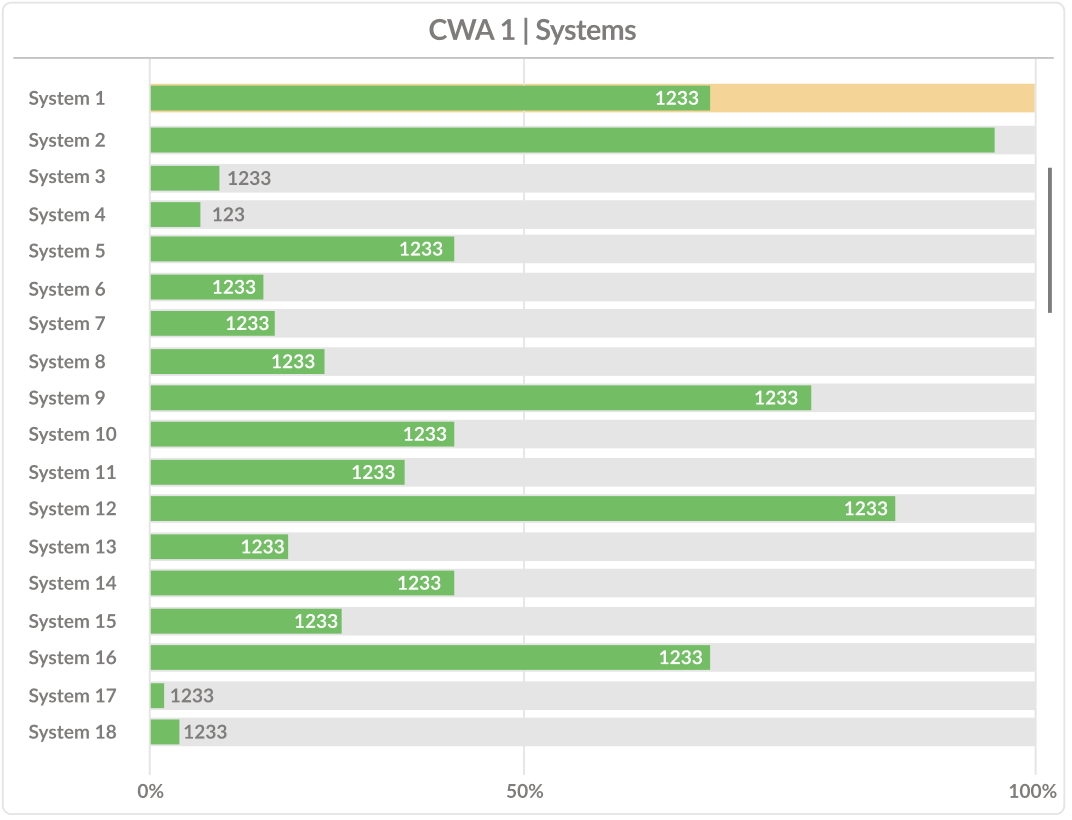 CWA 1 | Systems
System 1 1233
System 2
System 3 1233
System 4 123
System 5 1233
System 6 1233
System 7 1233
System 8 1233
System 9 1233
System 10 1233
System 11 1233
System 12 1233
System 13 1233
System 14 1233
System 15 1233
System 16 1233
System 17 1233
System 18 1233
0% 50% 100%